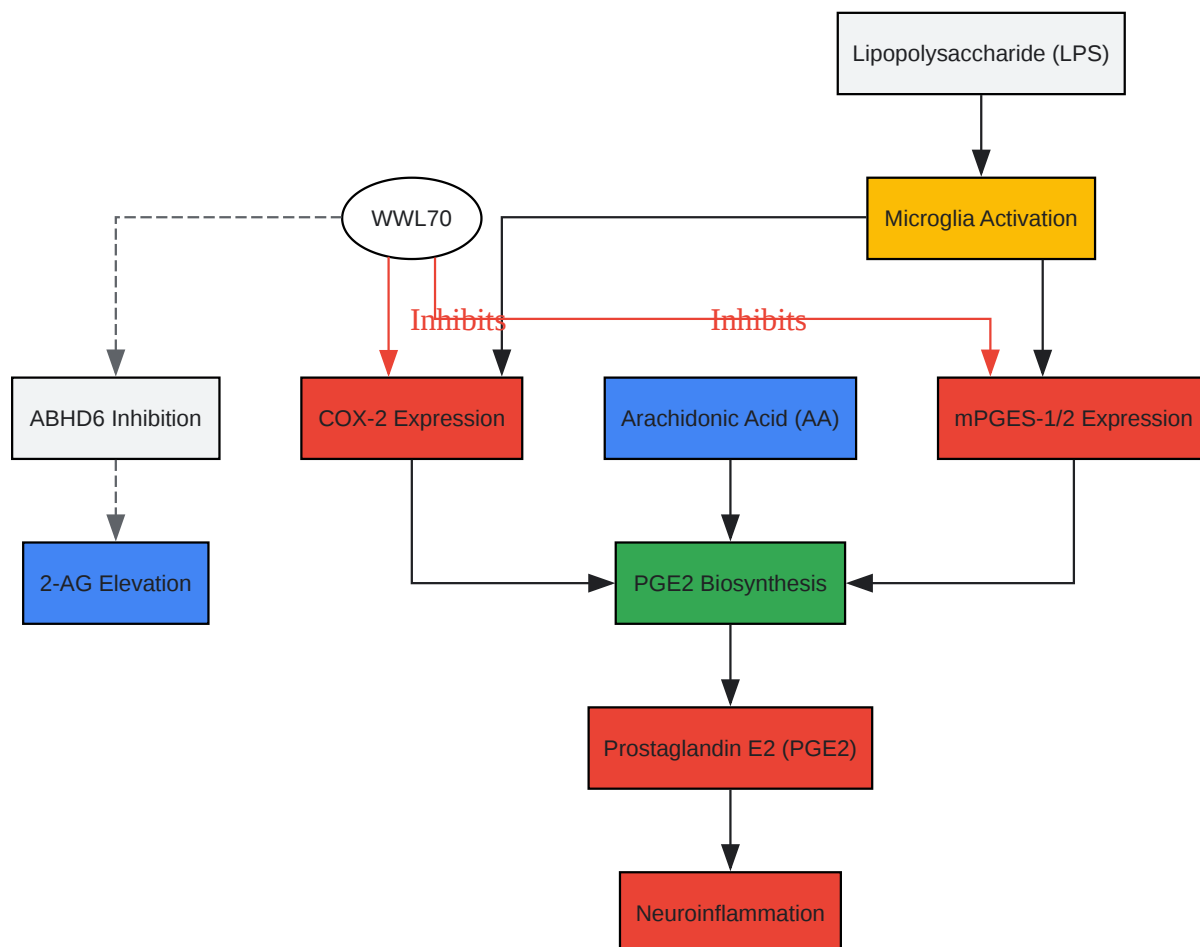 Lipopolysaccharide (LPS)
WWL70
Microglia Activation
Inhibits
Inhibits
ABHD6 Inhibition
COX-2 Expression
Arachidonic Acid (AA)
mPGES-1/2 Expression
2-AG Elevation
PGE2 Biosynthesis
Prostaglandin E2 (PGE2)
Neuroinflammation